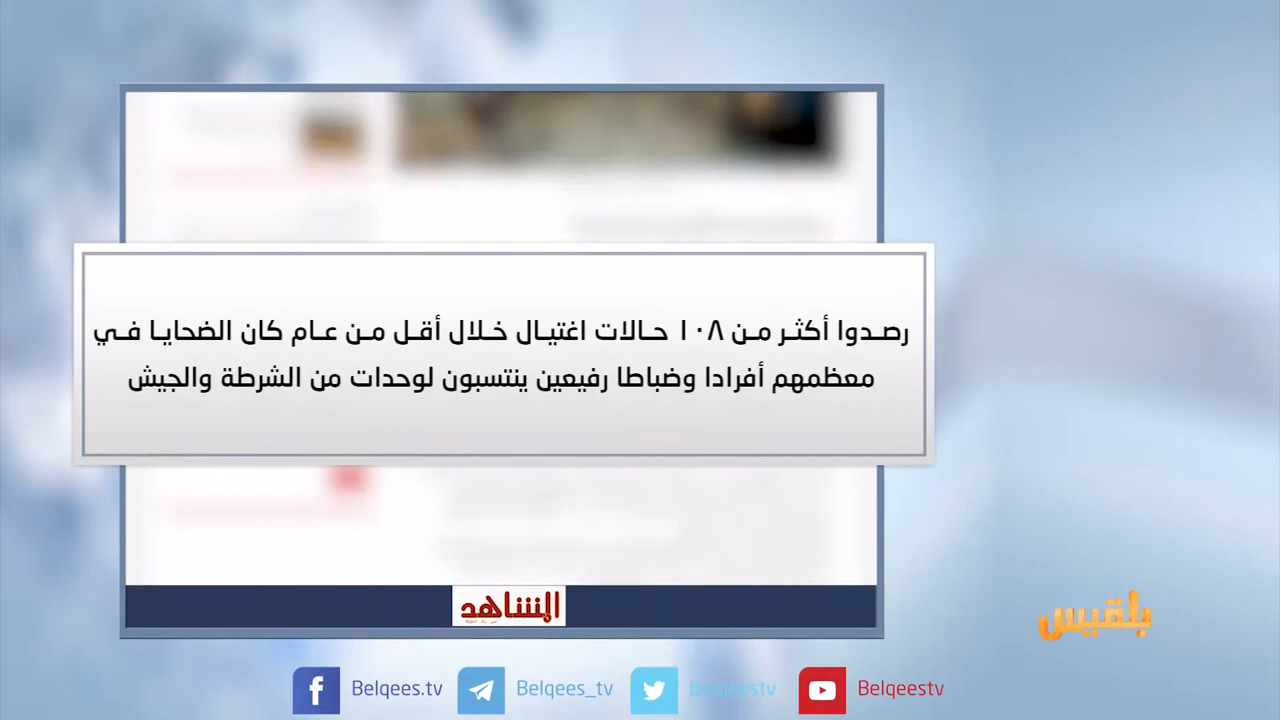 رصدوا أكثر من ١٠٨ حالات اغتيال خلال أقل من عام كان الضحايا في
معظمهم أفرادا وضباطا رفيعين ينتسبون لوحدات من الشرطة والجيش
المشاهد
بلقيس
Belqees.tv
Belqees_tv
Belqeestv
Belqeestv